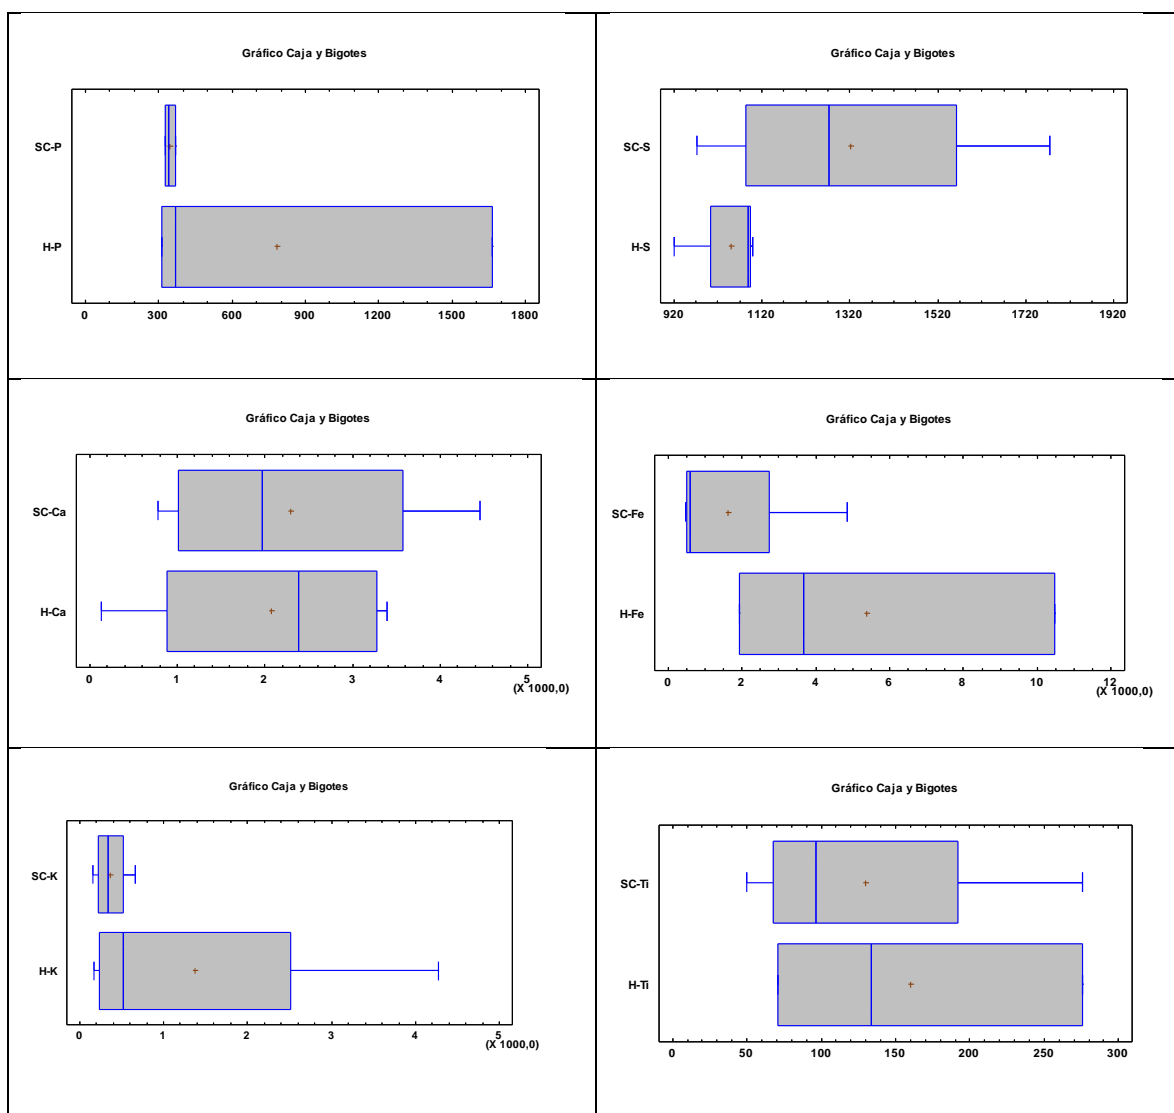 Gráfico Caja y Bigotes
SC-P
H-P
0 300 600 900 1200 1500 1800
Gráfico Caja y Bigotes
SC-S
H-S
920 1120 1320 1520 1720 1920
Gráfico Caja y Bigotes
SC-Ca
H-Ca
0 1 2 3 4 5
(X 1000,0)
Gráfico Caja y Bigotes
SC-Fe
H-Fe
0 2 4 6 8 10 12
(X 1000,0)
Gráfico Caja y Bigotes
SC-K
H-K
0 1 2 3 4 5
(X 1000,0)
Gráfico Caja y Bigotes
SC-Ti
H-Ti
0 50 100 150 200 250 300